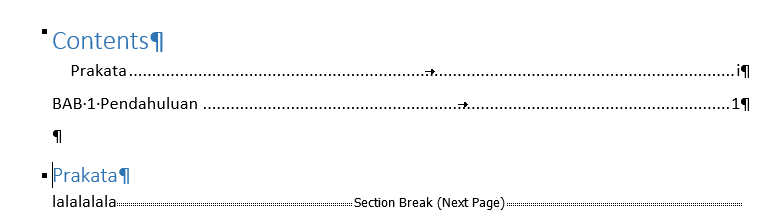 Contents¶
Prakata......................................................→......................................................i¶
BAB·1·Pendahuluan ......................................................→......................................................1¶
¶
Prakata¶
lalalalala Section Break (Next Page)